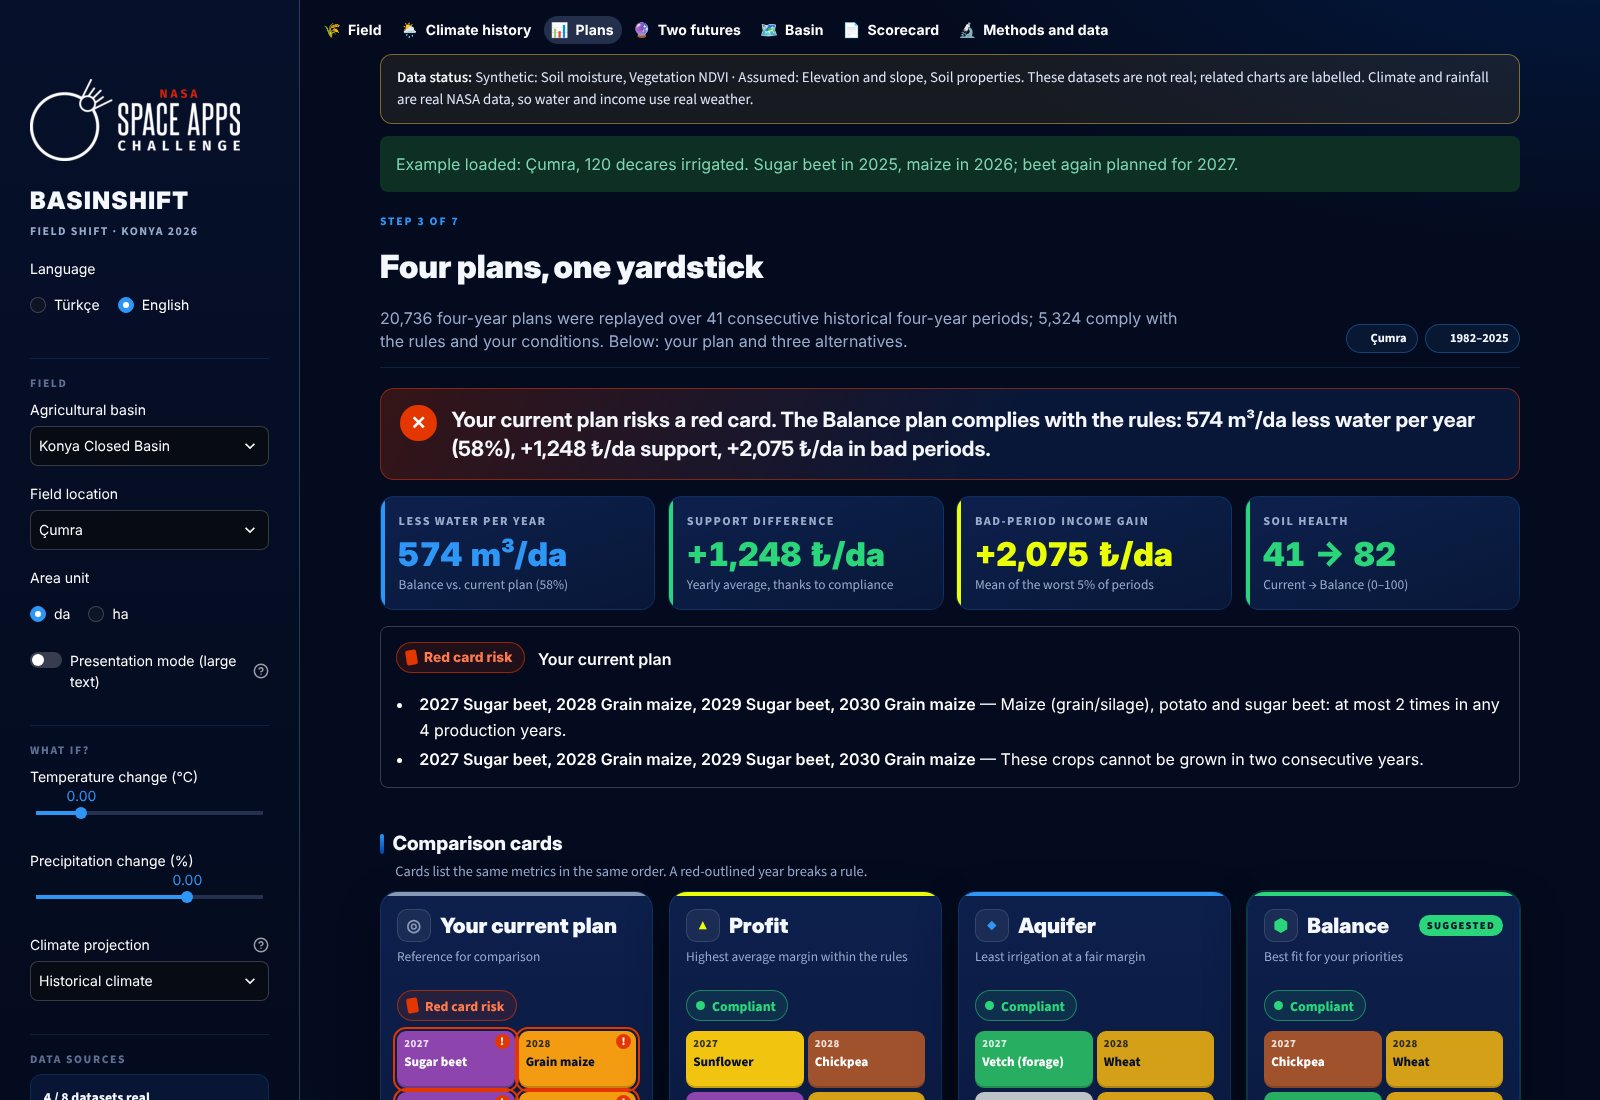 Field
Climate history
Plans
Two futures
Basin
Scorecard
Methods and data
NASA
SPACE APPS
CHALLENGE
BASINSHIFT
FIELD SHIFT · KONYA 2026
Language
Türkçe
English
FIELD
Agricultural basin
Konya Closed Basin
Field location
Çumra
Area unit
da
ha
Presentation mode (large
text)
WHAT IF?
Temperature change (°C)
0.00
Precipitation change (%)
0.00
Climate projection
Historical climate
DATA SOURCES
4 / 8 datasets real
Data status: Synthetic: Soil moisture, Vegetation NDVI · Assumed: Elevation and slope, Soil properties. These datasets are not real; related charts are labelled. Climate and rainfall
are real NASA data, so water and income use real weather.
Example loaded: Çumra, 120 decares irrigated. Sugar beet in 2025, maize in 2026; beet again planned for 2027.
STEP 3 OF 7
Four plans, one yardstick
20,736 four-year plans were replayed over 41 consecutive historical four-year periods; 5,324 comply with
the rules and your conditions. Below: your plan and three alternatives.
Çumra
1982–2025
Your current plan risks a red card. The Balance plan complies with the rules: 574 m³/da less water per year
(58%), +1,248 ₺/da support, +2,075 ₺/da in bad periods.
LESS WATER PER YEAR
574 m³/da
Balance vs. current plan (58%)
SUPPORT DIFFERENCE
+1,248 ₺/da
Yearly average, thanks to compliance
BAD-PERIOD INCOME GAIN
+2,075 ₺/da
Mean of the worst 5% of periods
SOIL HEALTH
41 → 82
Current → Balance (0–100)
Red card risk
Your current plan
• 2027 Sugar beet, 2028 Grain maize, 2029 Sugar beet, 2030 Grain maize — Maize (grain/silage), potato and sugar beet: at most 2 times in any
4 production years.
• 2027 Sugar beet, 2028 Grain maize, 2029 Sugar beet, 2030 Grain maize — These crops cannot be grown in two consecutive years.
Comparison cards
Cards list the same metrics in the same order. A red-outlined year breaks a rule.
Your current plan
Reference for comparison
Red card risk
2027
Sugar beet
!
2028
Grain maize
!
Profit
Highest average margin within the rules
Compliant
2027
Sunflower
2028
Chickpea
Aquifer
Least irrigation at a fair margin
Compliant
2027
Vetch (forage)
2028
Wheat
Balance
SUGGESTED
Best fit for your priorities
Compliant
2027
Chickpea
2028
Wheat